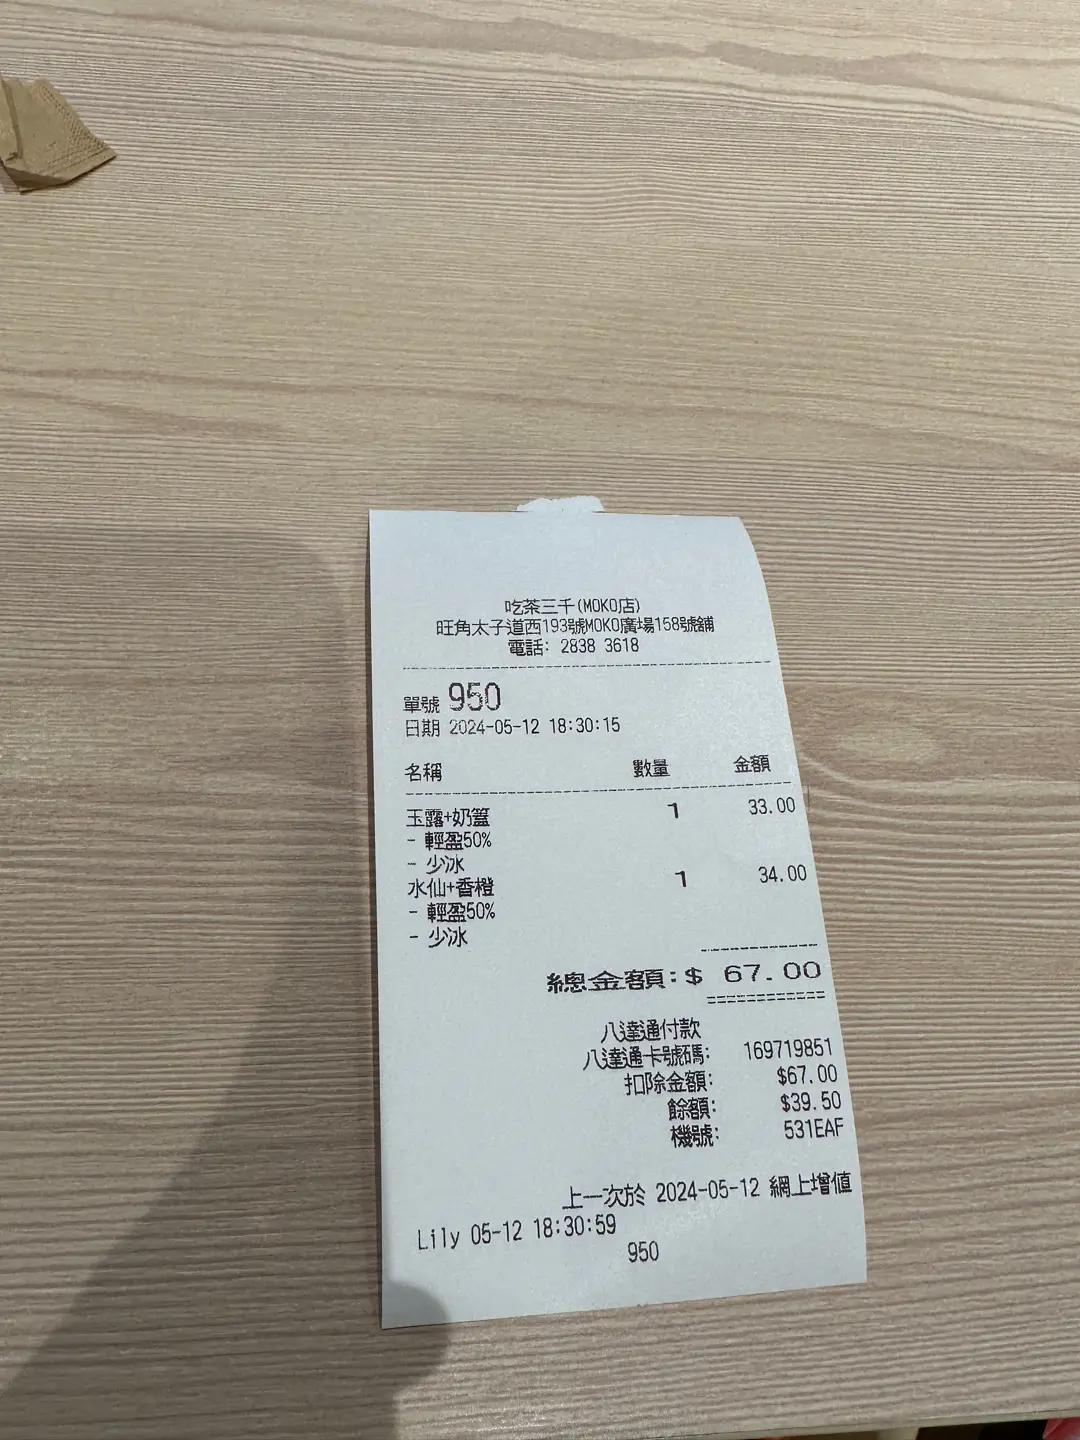 吃茶三千(MOKO店)
旺角太子道西193號MOKO廣場158號舖
電話: 2838 3618
單號 950
日期 2024-05-12 18:30:15
名稱 數量 金額
玉露+奶蓋 1 33.00
- 輕盈50%
- 少冰
水仙+香橙 1 34.00
- 輕盈50%
- 少冰
總金額:$ 67.00
八達通付款
八達通卡號碼: 169719851
扣除金額: $67.00
餘額: $39.50
機號: 531EAF
上一次於 2024-05-12 網上增值
Lily 05-12 18:30:59
950